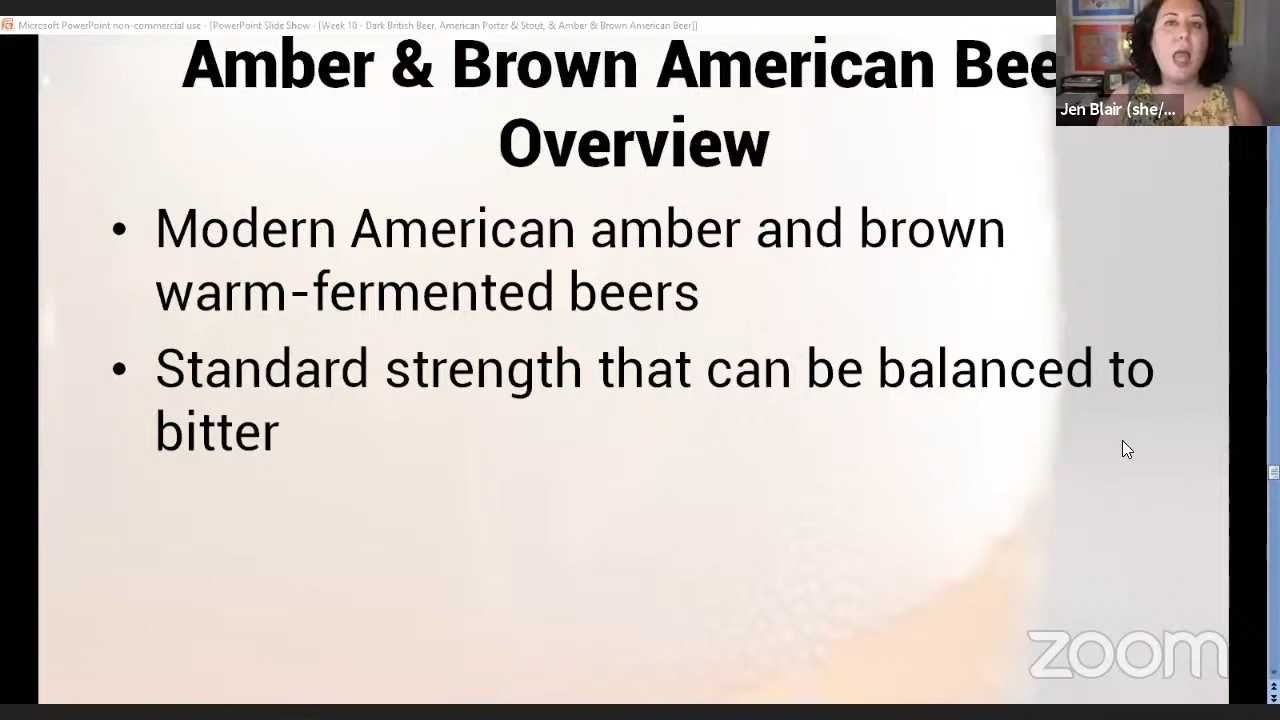 Microsoft PowerPoint non-commercial use - [PowerPoint Slide Show - [Week 10 - Dark British Beer, American Porter & Stout, & Amber & Brown American Beer]]
Amber & Brown American Bee
Overview
Jen Blair (she/...
• Modern American amber and brown
warm-fermented beers
• Standard strength that can be balanced to
bitter
zoom